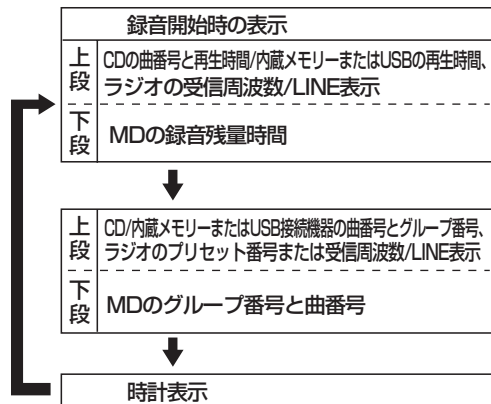 録音開始時の表示
上段
CDの曲番号と再生時間/内蔵メモリーまたはUSBの再生時間、
ラジオの受信周波数/LINE表示
下段
MDの録音残量時間
上段
CD/内蔵メモリーまたはUSB接続機器の曲番号とグループ番号、
ラジオのプリセット番号または受信周波数/LINE表示
下段
MDのグループ番号と曲番号
時計表示